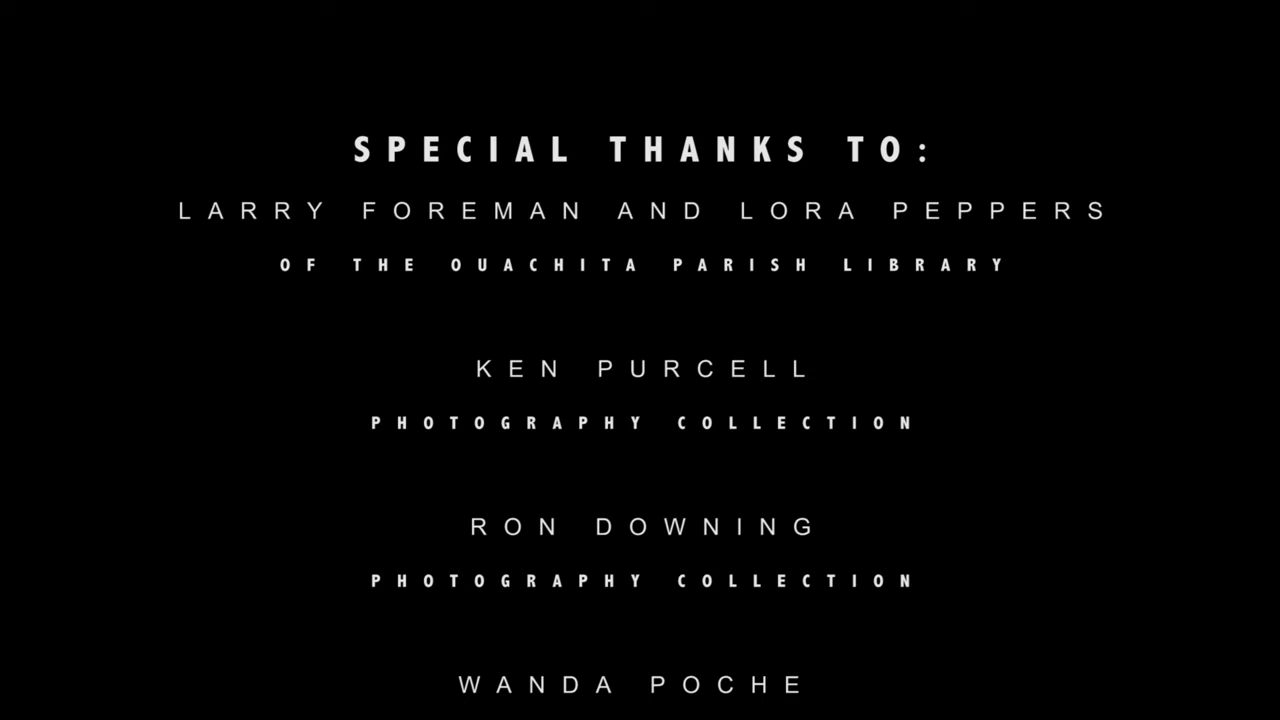 SPECIAL THANKS TO:
LARRY FOREMAN AND LORA PEPPERS
OF THE OUACHITA PARISH LIBRARY
KEN PURCELL
PHOTOGRAPHY COLLECTION
RON DOWNING
PHOTOGRAPHY COLLECTION
WANDA POCHE